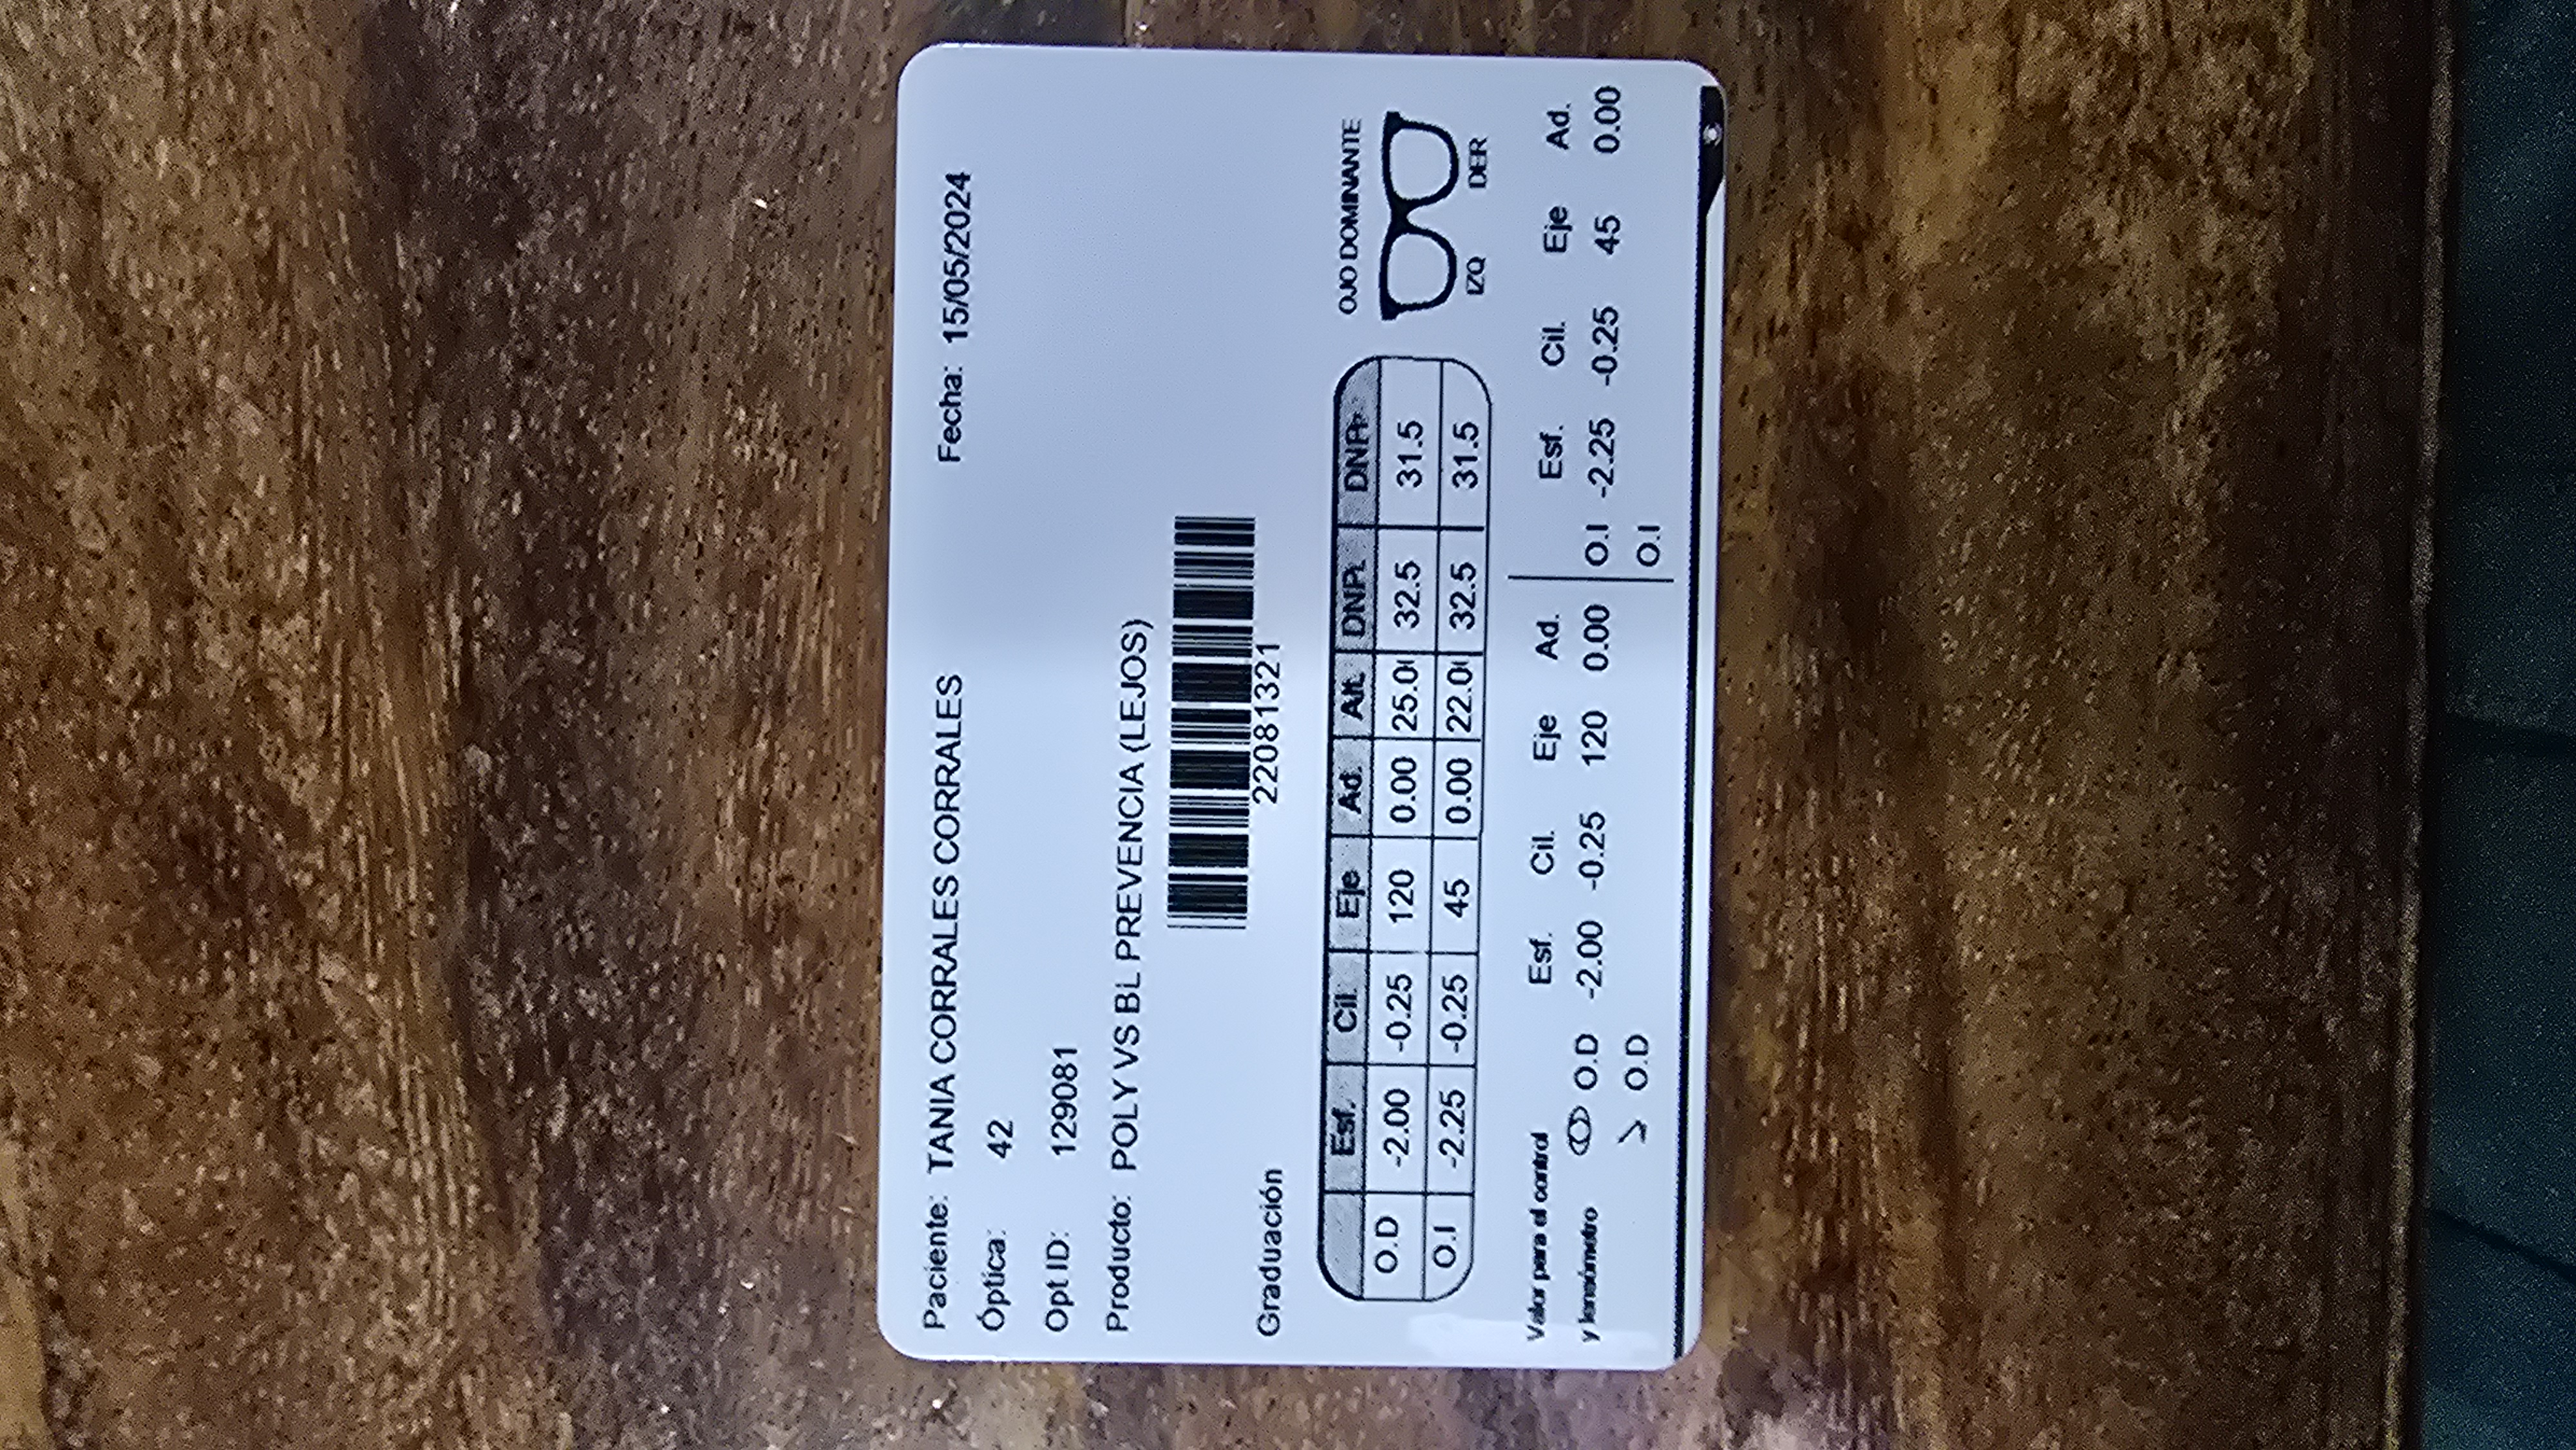 Paciente: TANIA CORRALES CORRALES Fecha: 15/05/2024
Óptica: 42
Opt ID: 129081
Producto: POLY VS BL PREVENCIA (LEJOS)
22081321
Graduación
OJO DOMINANTE
IZQ DER
Esf. Cil. Eje Ad. Alt. DNP. DNP.
O.D -2.00 -0.25 120 0.00 25.0 32.5 31.5
O.I -2.25 -0.25 45 0.00 22.0 32.5 31.5
Valor para el control
y lensómetro
Esf. Cil. Eje Ad. Esf. Cil. Eje Ad.
O.D -2.00 -0.25 120 0.00 O.I -2.25 -0.25 45 0.00
O.D O.I